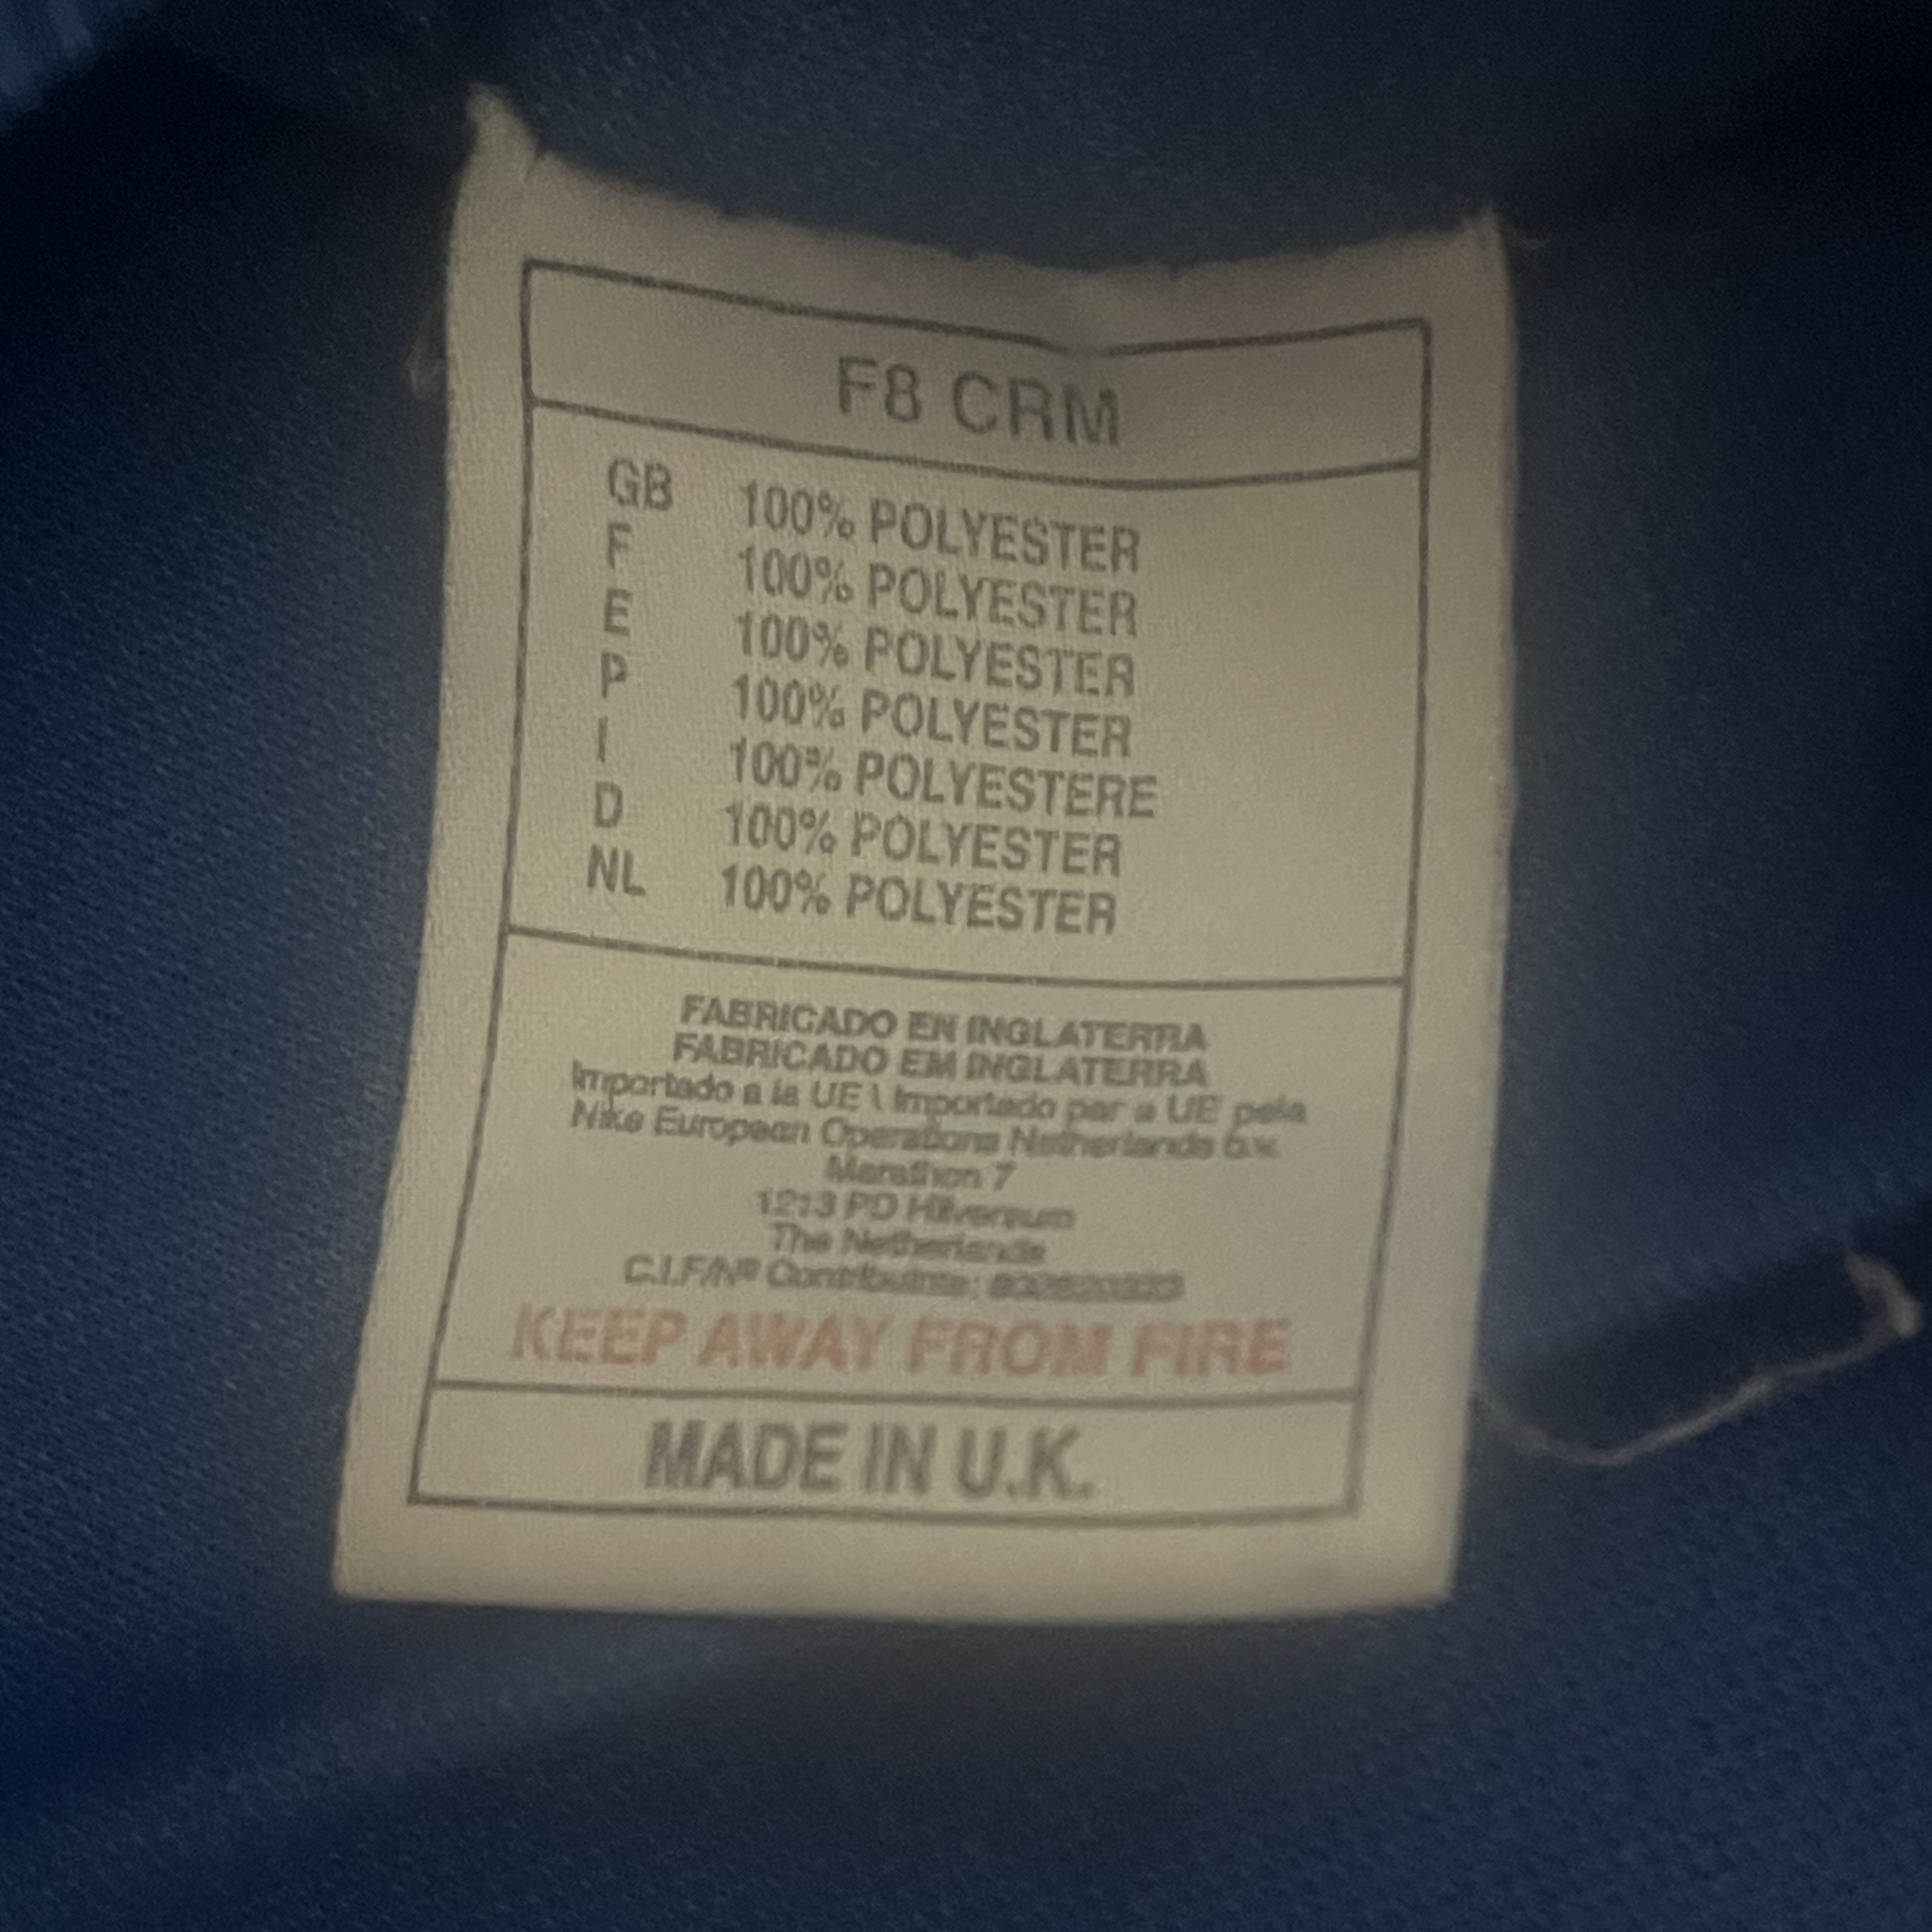 F8 CRM
GB 100% POLYESTER
F 100% POLYESTER
E 100% POLYESTER
P 100% POLYESTER
I 100% POLYESTERE
D 100% POLYESTER
NL 100% POLYESTER
FABRICADO EN INGLATERRA
FABRICADO EM INGLATERRA
Importado a la UE \ Importado par a UE pela
Nike European Operations Netherlands b.v.
Marathon 7
1213 PD Hilversum
The Netherlands
C.I.F/Nº Contribuinte:
KEEP AWAY FROM FIRE
MADE IN U.K.